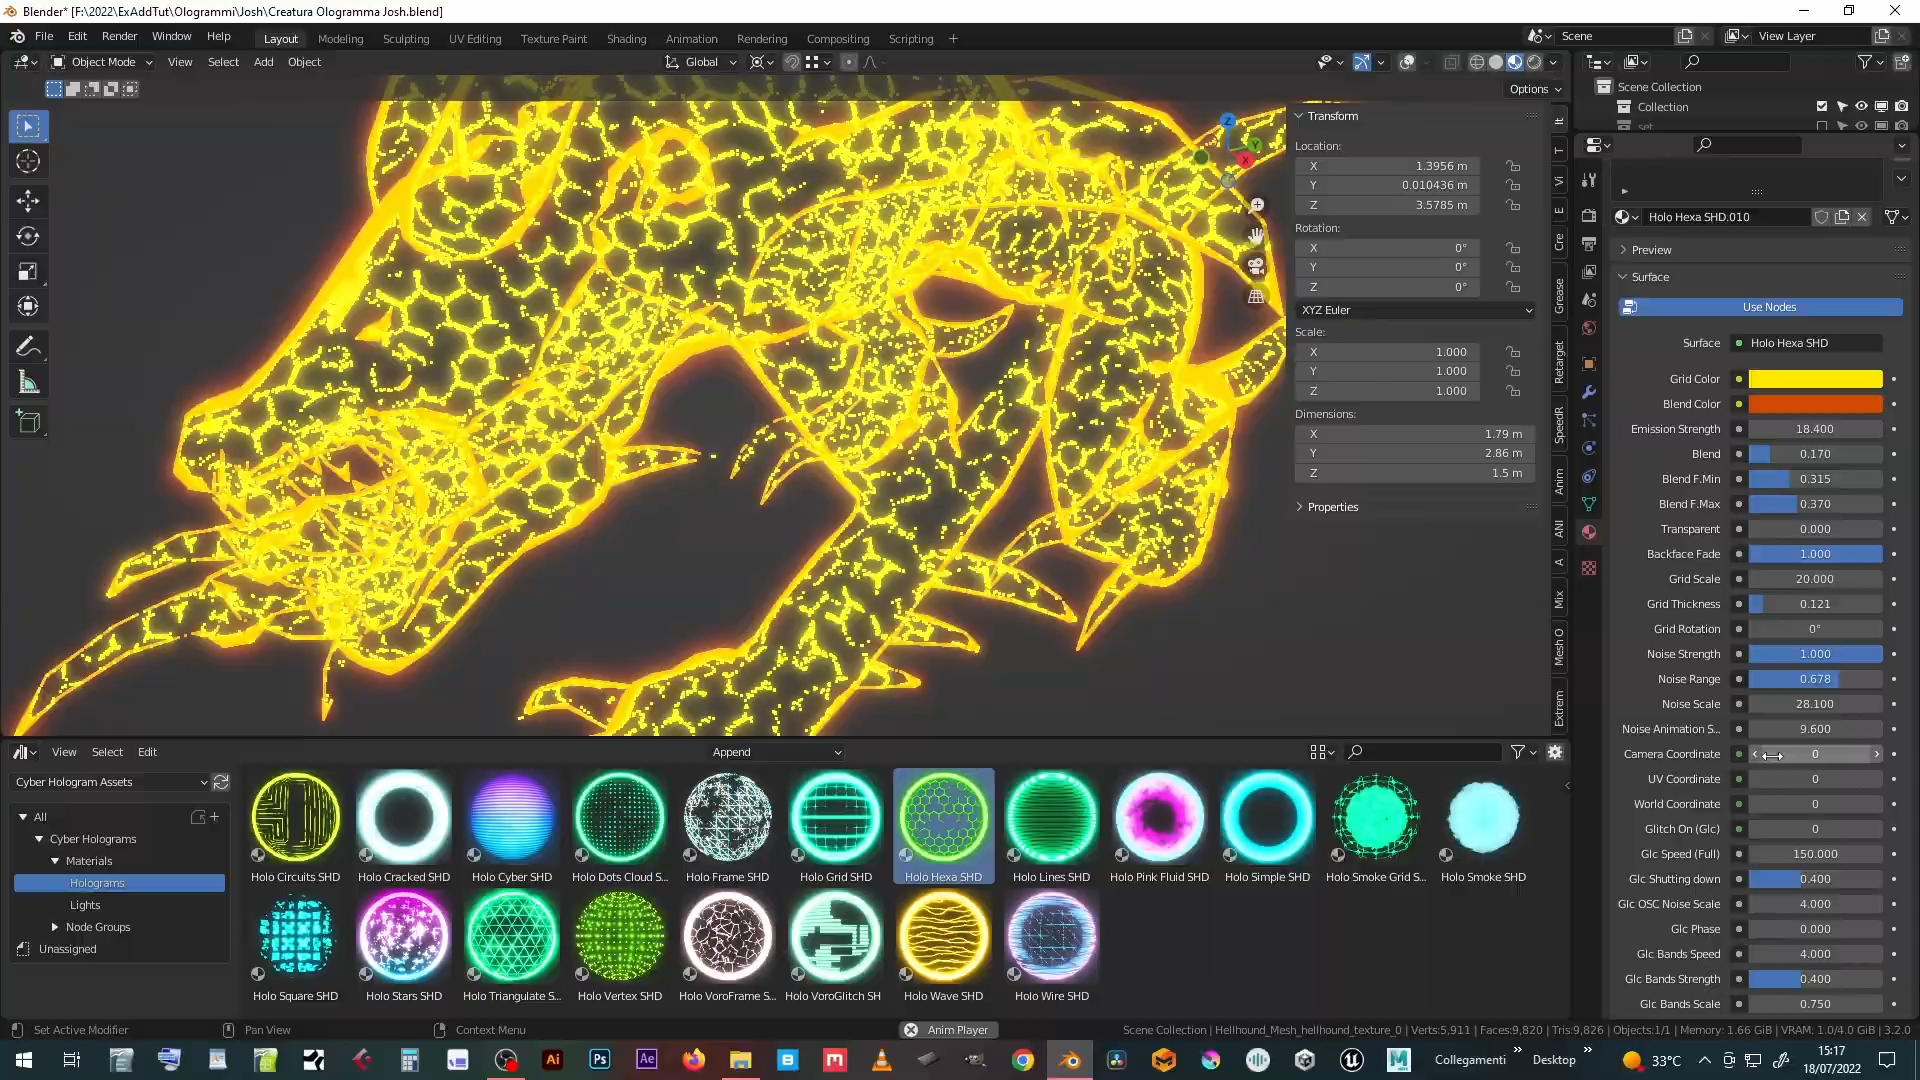 Blender* [F:\2022\ExAddTut\Ologrammi\Josh\Creatura Ologramma Josh.blend]
File Edit Render Window Help Layout Modeling Sculpting UV Editing Texture Paint Shading Animation Rendering Compositing Scripting + Scene View Layer
Object Mode View Select Add Object Global
Options
Scene Collection
Collection
set
Transform
Location:
X 1.3956 m
Y 0.010436 m
Z 3.5785 m
Rotation:
X 0°
Y 0°
Z 0°
XYZ Euler
Scale:
X 1.000
Y 1.000
Z 1.000
Dimensions:
X 1.79 m
Y 2.86 m
Z 1.5 m
Properties
Z
Y
X
It
T
Vi
E
Cre
Grease
Retarget
SpeedR
Anim
ANI
A
Mix
Mesh O
Extrem
Holo Hexa SHD.010
Preview
Surface
Use Nodes
Surface Holo Hexa SHD
Grid Color
Blend Color
Emission Strength 18.400
Blend 0.170
Blend F.Min 0.315
Blend F.Max 0.370
Transparent 0.000
Backface Fade 1.000
Grid Scale 20.000
Grid Thickness 0.121
Grid Rotation 0°
Noise Strength 1.000
Noise Range 0.678
Noise Scale 28.100
Noise Animation S... 9.600
Camera Coordinate 0
UV Coordinate 0
World Coordinate 0
Glitch On (Glc) 0
Glc Speed (Full) 150.000
Glc Shutting down 0.400
Glc OSC Noise Scale 4.000
Glc Phase 0.000
Glc Bands Speed 4.000
Glc Bands Strength 0.400
Glc Bands Scale 0.750
View Select Edit Append
Cyber Hologram Assets
All
Cyber Holograms
Materials
Holograms
Lights
Node Groups
Unassigned
Holo Circuits SHD Holo Cracked SHD Holo Cyber SHD Holo Dots Cloud S... Holo Frame SHD Holo Grid SHD Holo Hexa SHD Holo Lines SHD Holo Pink Fluid SHD Holo Simple SHD Holo Smoke Grid S... Holo Smoke SHD
Holo Square SHD Holo Stars SHD Holo Triangulate S... Holo Vertex SHD Holo VoroFrame S... Holo VoroGlitch SH Holo Wave SHD Holo Wire SHD
Set Active Modifier Pan View Context Menu Anim Player Scene Collection | Hellhound_Mesh_hellhound_texture_0 | Verts:5,911 | Faces:9,820 | Tris:9,826 | Objects:1/1 | Memory: 1.66 GiB | VRAM: 1.0/4.0 GiB | 3.2.0
Ai Ps Ae B M Collegamenti » Desktop » 33°C 15:17
18/07/2022